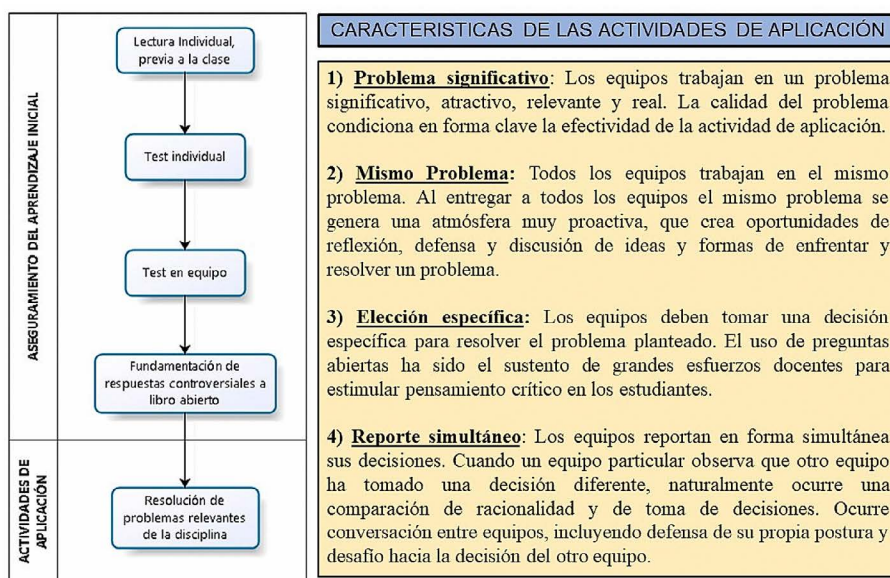 ASEGURAMIENTO DEL APRENDIZAJE INICIAL
Lectura Individual,
previa a la clase
Test individual
Test en equipo
Fundamentación de
respuestas controversiales a
libro abierto
ACTIVIDADES DE
APLICACIÓN
Resolución de
problemas relevantes
de la disciplina
CARACTERISTICAS DE LAS ACTIVIDADES DE APLICACIÓN
1) Problema significativo: Los equipos trabajan en un problema
significativo, atractivo, relevante y real. La calidad del problema
condiciona en forma clave la efectividad de la actividad de aplicación.
2) Mismo Problema: Todos los equipos trabajan en el mismo
problema. Al entregar a todos los equipos el mismo problema se
genera una atmósfera muy proactiva, que crea oportunidades de
reflexión, defensa y discusión de ideas y formas de enfrentar y
resolver un problema.
3) Elección específica: Los equipos deben tomar una decisión
específica para resolver el problema planteado. El uso de preguntas
abiertas ha sido el sustento de grandes esfuerzos docentes para
estimular pensamiento crítico en los estudiantes.
4) Reporte simultáneo: Los equipos reportan en forma simultánea
sus decisiones. Cuando un equipo particular observa que otro equipo
ha tomado una decisión diferente, naturalmente ocurre una
comparación de racionalidad y de toma de decisiones. Ocurre
conversación entre equipos, incluyendo defensa de su propia postura y
desafío hacia la decisión del otro equipo.